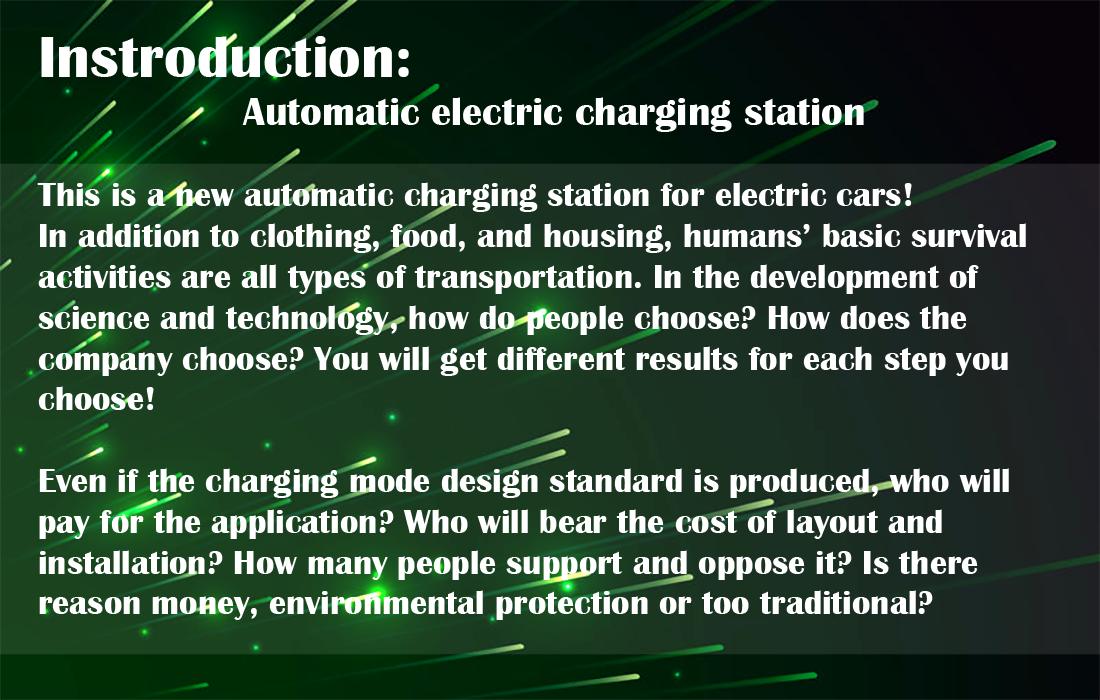 Instroduction:
Automatic electric charging station
This is a new automatic charging station for electric cars!
In addition to clothing, food, and housing, humans’ basic survival
activities are all types of transportation. In the development of
science and technology, how do people choose? How does the
company choose? You will get different results for each step you
choose!
Even if the charging mode design standard is produced, who will
pay for the application? Who will bear the cost of layout and
installation? How many people support and oppose it? Is there
reason money, environmental protection or too traditional?